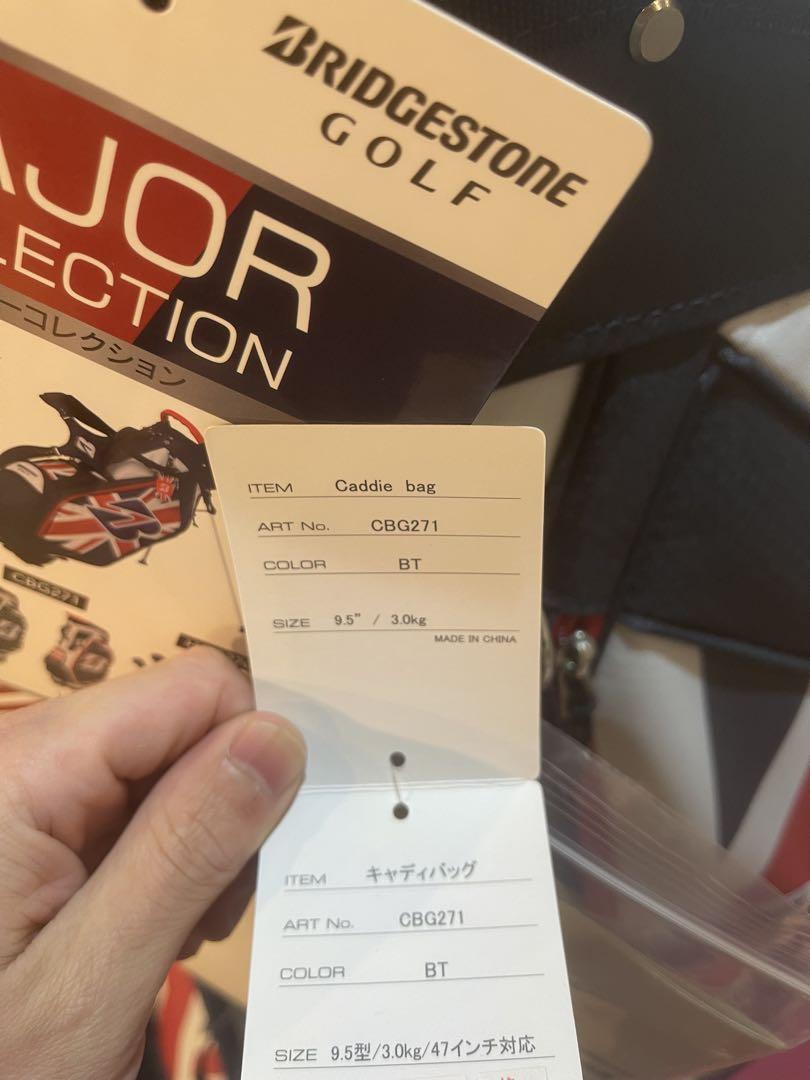 BRIDGESTONE
GOLF
AJOR
LECTION
ーコレクション
CBG271
ITEM Caddie bag
ART No. CBG271
COLOR BT
SIZE 9.5" / 3.0kg
MADE IN CHINA
ITEM キャディバッグ
ART No. CBG271
COLOR BT
SIZE 9.5型/3.0kg/47インチ対応